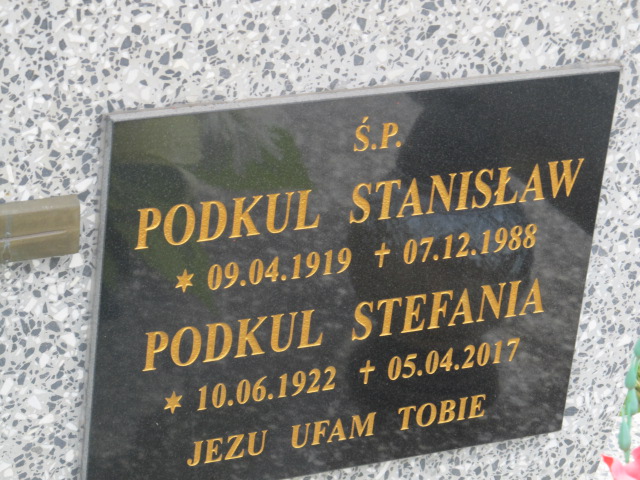 Ś.P.
PODKUL STANISŁAW
* 09.04.1919 † 07.12.1988
PODKUL STEFANIA
* 10.06.1922 † 05.04.2017
JEZU UFAM TOBIE